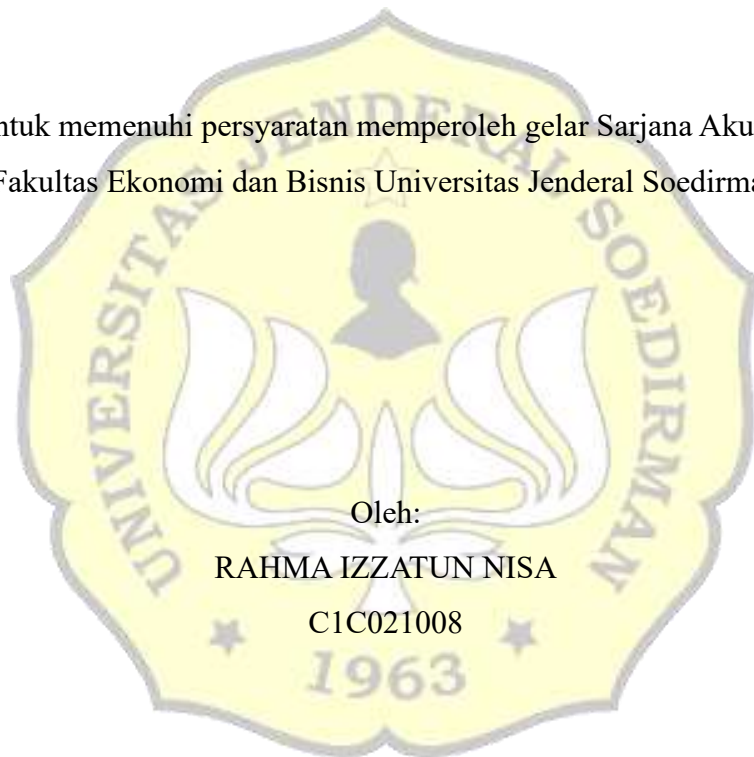 ntuk memenuhi persyaratan memperoleh gelar Sarjana Aku
Fakultas Ekonomi dan Bisnis Universitas Jenderal Soedirma
UNIVERSITAS JENDERAL SOEDIRMAN
Oleh:
RAHMA IZZATUN NISA
C1C021008
1963